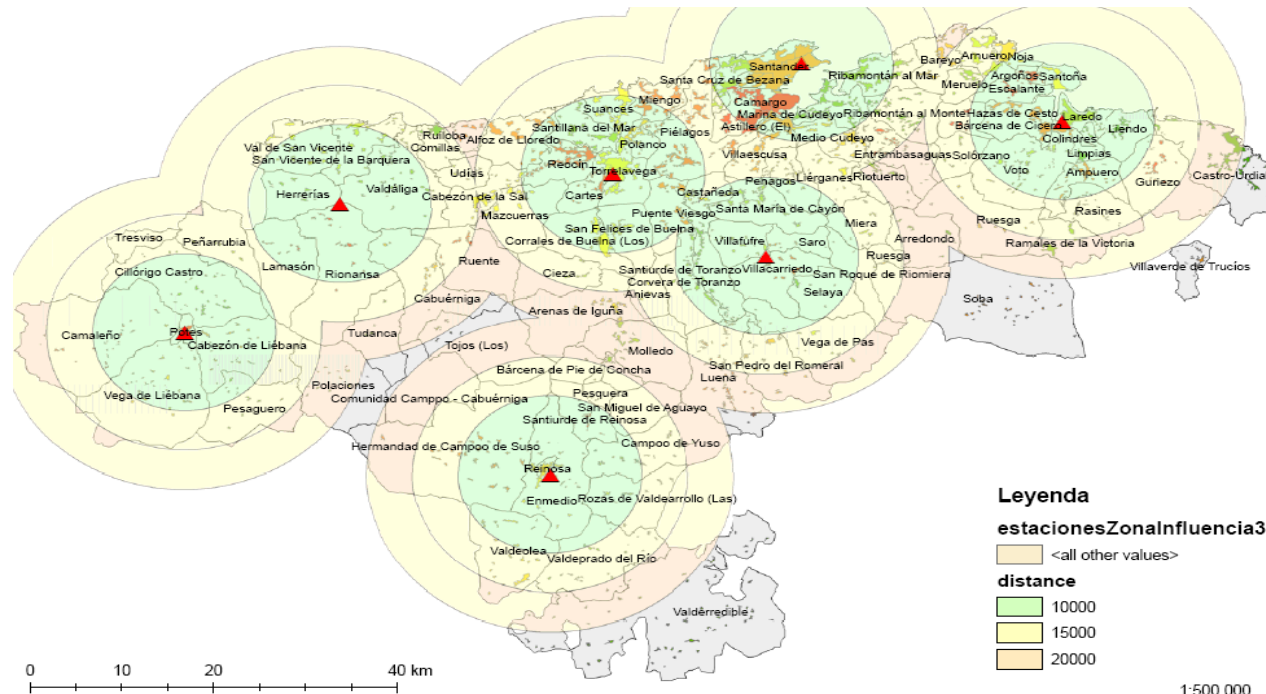 Santander
Bareyo
Arnuero
Noja
Santa Cruz de Bezana
Ribamontán al Mar
Meruelo
Argoños
Santoña
Escalante
Miengo
Suances
Camargo
Marina de Cudeyo
Ribamontán al Monte
Hazas de Cesto
Laredo
Bárcena de Cicero
Ruiloba
Comillas
Alfoz de Lloredo
Santillana del Mar
Polanco
Piélagos
Astillero (El)
Medio Cudeyo
Colindres
Liendo
Val de San Vicente
San Vicente de la Barquera
Reocín
Villaescusa
Entrambasaguas
Solórzano
Limpias
Udías
Torrelavega
Voto
Ampuero
Castro-Urdia
Herrerías
Valdáliga
Cabezón de la Sal
Cartes
Castañeda
Penagos
Liérganes
Riotuerto
Guriezo
Mazcuerras
Puente Viesgo
Santa María de Cayón
Miera
Ruesga
Rasines
San Felices de Buelna
Tresviso
Peñarrubia
Corrales de Buelna (Los)
Villafufre
Saro
Arredondo
Ramales de la Victoria
Lamasón
Rionansa
Ruente
Cieza
Santiurde de Toranzo
Villacarriedo
Ruesga
Villaverde de Trucíos
Cillórigo Castro
Corvera de Toranzo
San Roque de Riomiera
Cabuérniga
Anievas
Selaya
Soba
Camaleño
Potes
Cabezón de Liébana
Tudanca
Arenas de Iguña
Tojos (Los)
Molledo
Vega de Pas
San Pedro del Romeral
Luena
Polaciones
Bárcena de Pie de Concha
Vega de Liébana
Pesaguero
Comunidad Camppo - Cabuérniga
Pesquera
San Miguel de Aguayo
Santiurde de Reinosa
Hermandad de Campoo de Suso
Campoo de Yuso
Reinosa
Enmedio
Rozas de Valdearrollo (Las)
Valdeolea
Valdeprado del Río
Valderredible
Leyenda
estacionesZonaInfluencia3
<all other values>
distance
10000
15000
20000
0 10 20 40 km
1:500.000